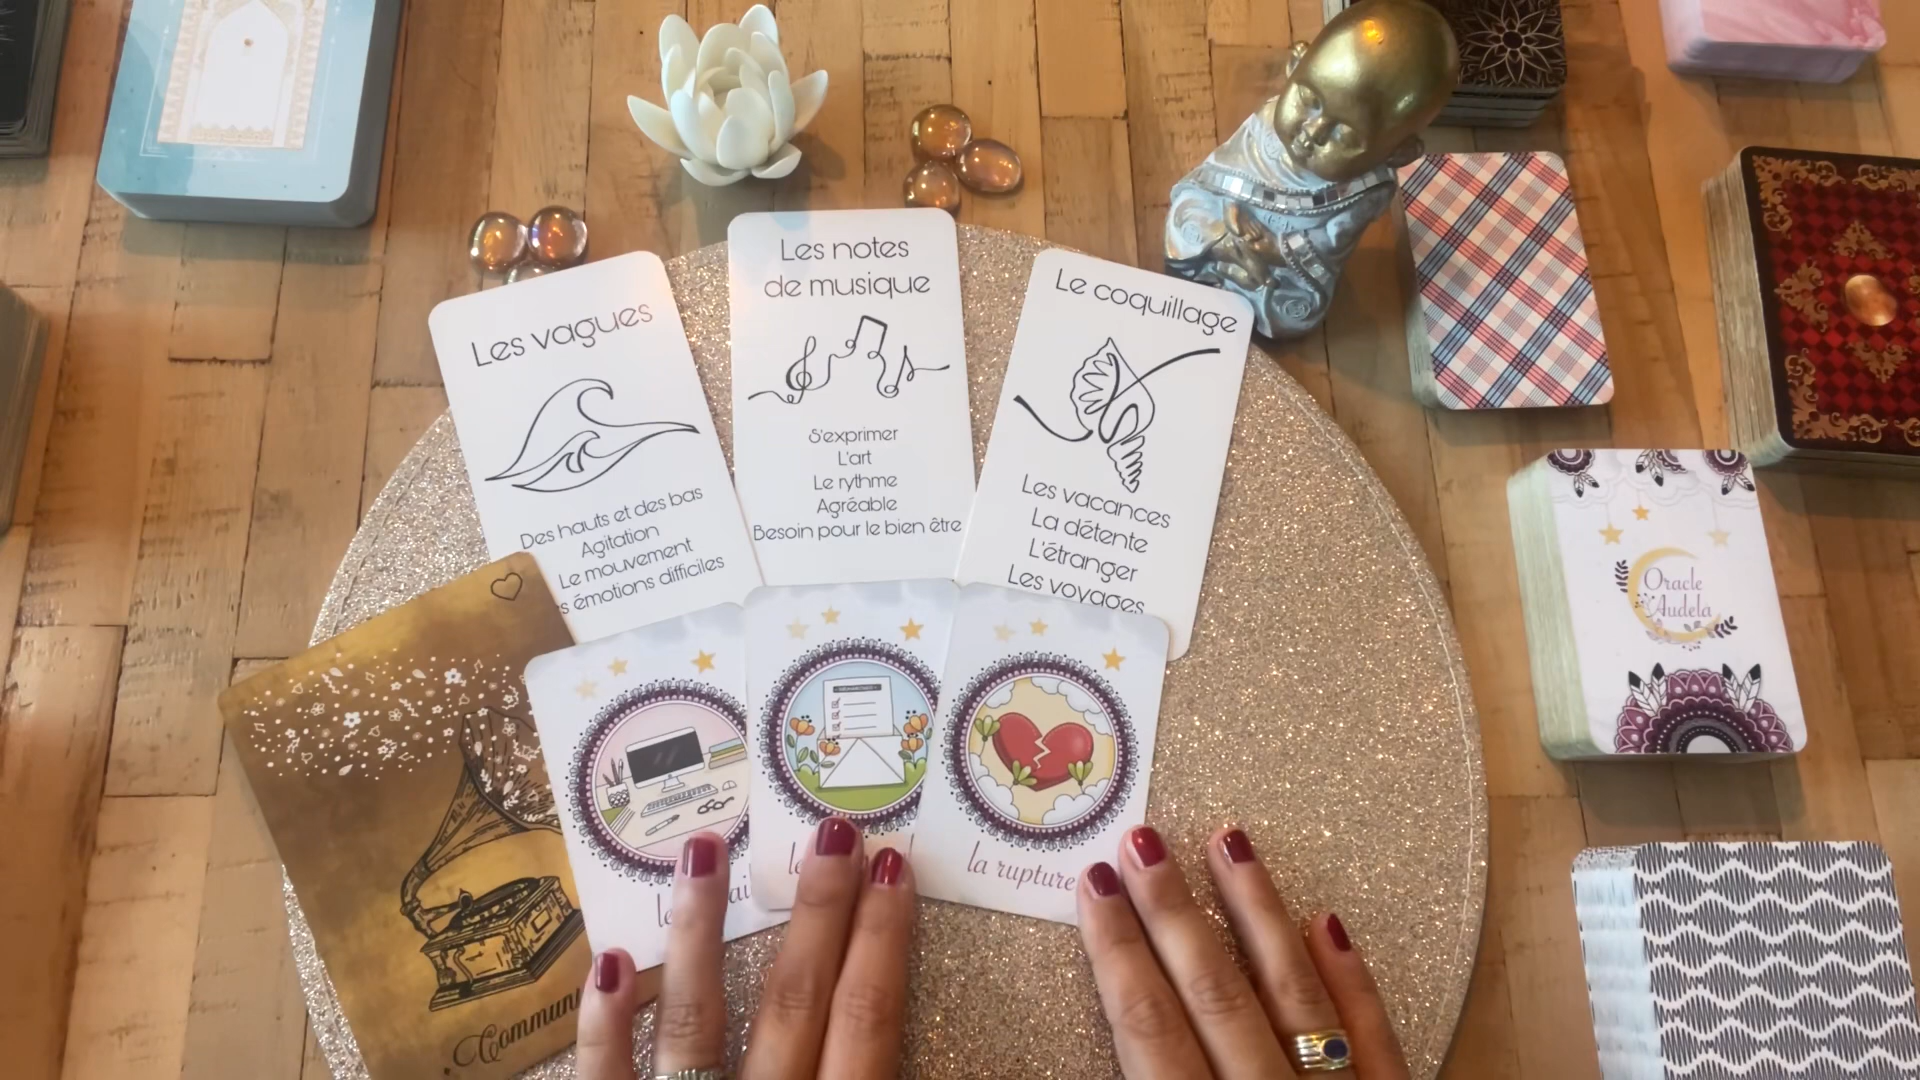 Les vagues
Des hauts et des bas
Agitation
Le mouvement
émotions difficiles
Les notes
de musique
S'exprimer
L'art
Le rythme
Agréable
Besoin pour le bien être
Le coquillage
Les vacances
La détente
L'étranger
Les voyages
la rupture
Oracle
Audela